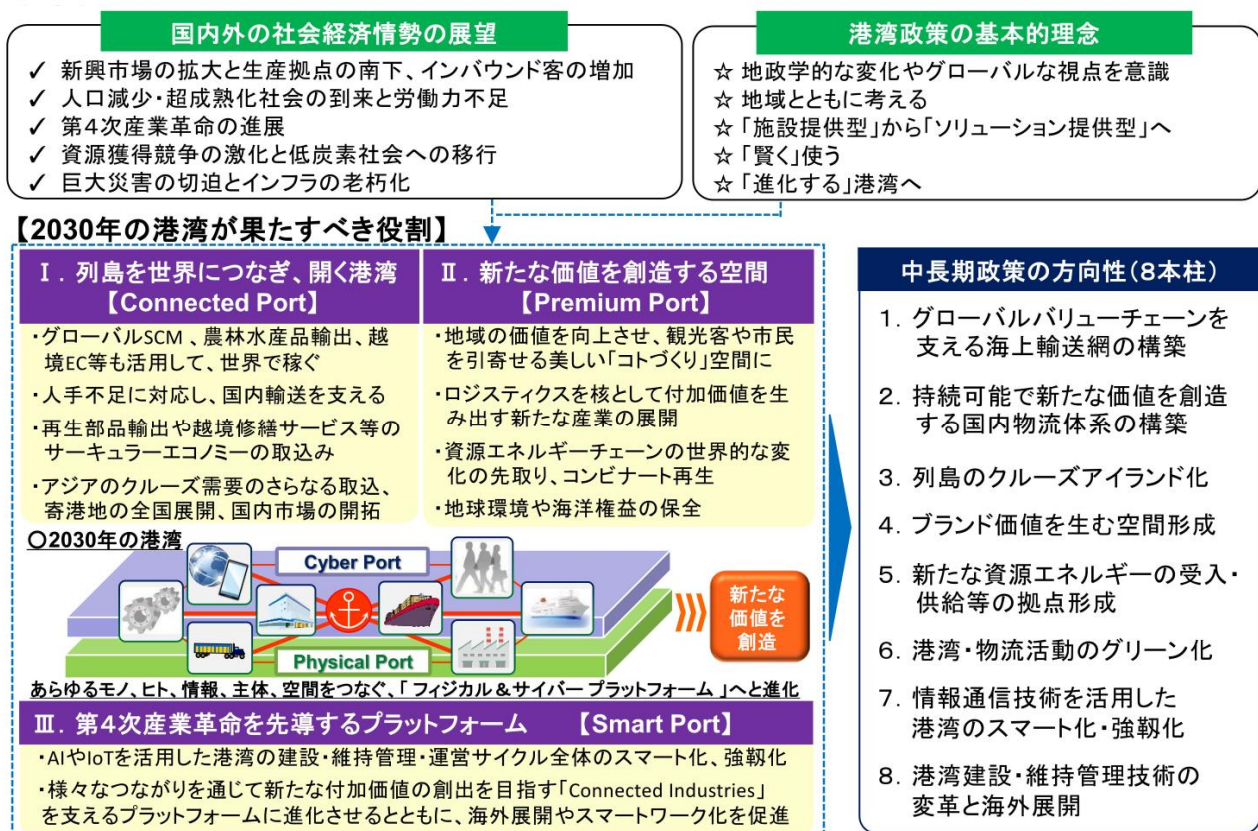 国内外の社会経済情勢の展望
✓ 新興市場の拡大と生産拠点の南下、インバウンド客の増加
✓ 人口減少・超成熟化社会の到来と労働力不足
✓ 第4次産業革命の進展
✓ 資源獲得競争の激化と低炭素社会への移行
✓ 巨大災害の切迫とインフラの老朽化
港湾政策の基本的理念
☆ 地政学的な変化やグローバルな視点を意識
☆ 地域とともに考える
☆ 「施設提供型」から「ソリューション提供型」へ
☆ 「賢く」使う
☆ 「進化する」港湾へ
【2030年の港湾が果たすべき役割】
Ⅰ. 列島を世界につなぎ、開く港湾
【Connected Port】
・グローバルSCM、農林水産品輸出、越
境EC等も活用して、世界で稼ぐ
・人手不足に対応し、国内輸送を支える
・再生部品輸出や越境修繕サービス等の
サーキュラーエコノミーの取込み
・アジアのクルーズ需要のさらなる取込、
寄港地の全国展開、国内市場の開拓
Ⅱ. 新たな価値を創造する空間
【Premium Port】
・地域の価値を向上させ、観光客や市民
を引寄せる美しい「コトづくり」空間に
・ロジスティクスを核として付加価値を生
み出す新たな産業の展開
・資源エネルギーチェーンの世界的な変
化の先取り、コンビナート再生
・地球環境や海洋権益の保全
〇2030年の港湾
Cyber Port
Physical Port
新たな
価値を
創造
あらゆるモノ、ヒト、情報、主体、空間をつなぐ、「フィジカル&サイバー プラットフォーム」へと進化
Ⅲ. 第4次産業革命を先導するプラットフォーム 【Smart Port】
・AIやIoTを活用した港湾の建設・維持管理・運営サイクル全体のスマート化、強靱化
・様々なつながりを通じて新たな付加価値の創出を目指す「Connected Industries」
を支えるプラットフォームに進化させるとともに、海外展開やスマートワーク化を促進
中長期政策の方向性(8本柱)
1. グローバルバリューチェーンを
支える海上輸送網の構築
2. 持続可能で新たな価値を創造
する国内物流体系の構築
3. 列島のクルーズアイランド化
4. ブランド価値を生む空間形成
5. 新たな資源エネルギーの受入・
供給等の拠点形成
6. 港湾・物流活動のグリーン化
7. 情報通信技術を活用した
港湾のスマート化・強靱化
8. 港湾建設・維持管理技術の
変革と海外展開